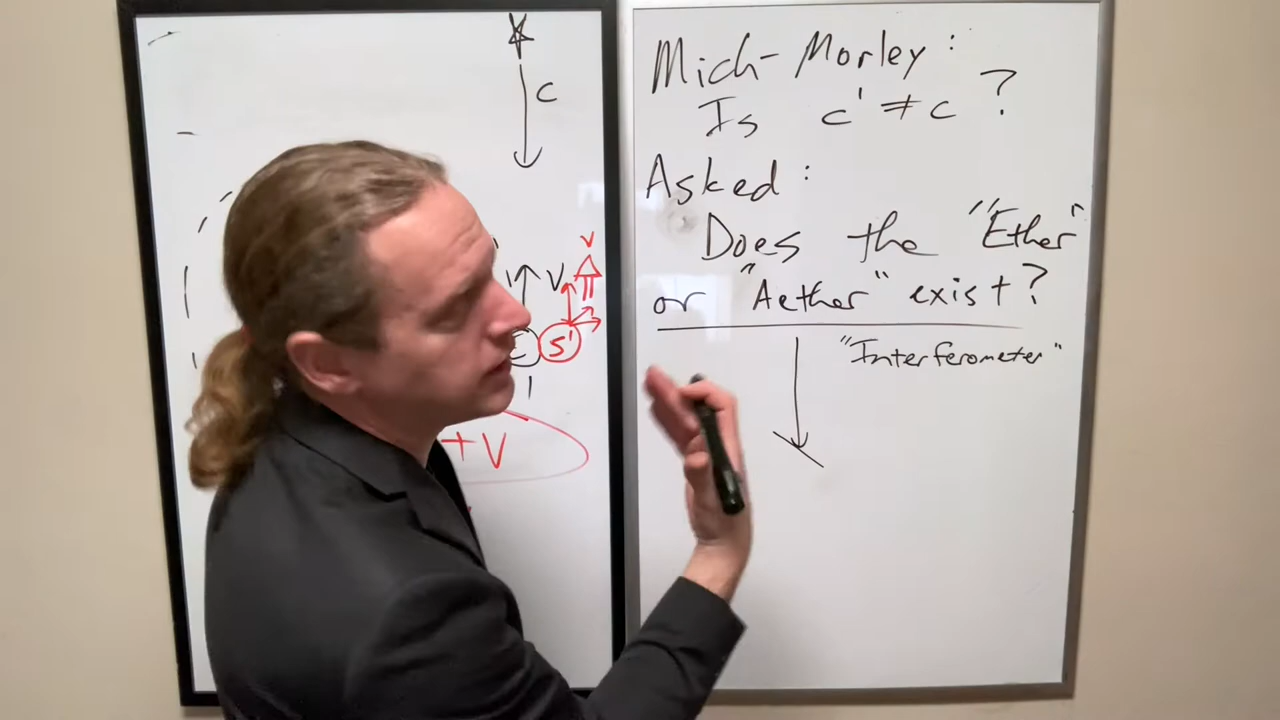 c
v
V
S'
+ V
Mich-Morley:
Is c' ≠ c ?
Asked:
Does the "Ether"
or "Aether" exist?
"Interferometer"